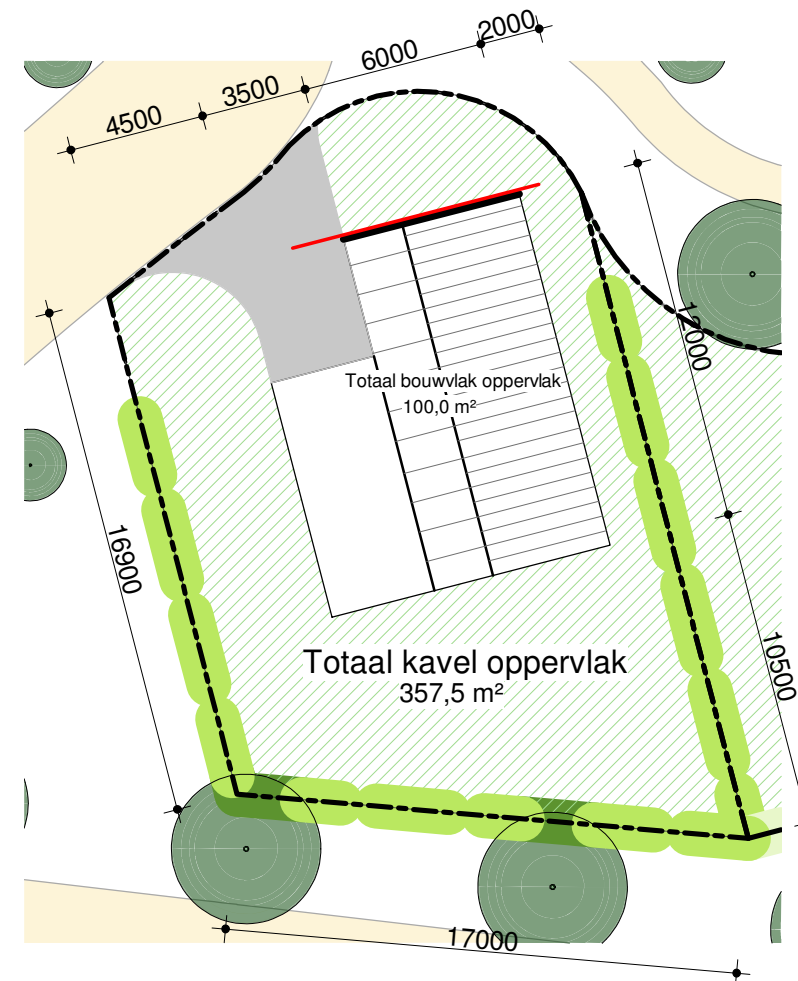 2000
6000
3500
4500
12000
Totaal bouwvlak oppervlak
100,0 m²
16900
Totaal kavel oppervlak
357,5 m²
10500
17000